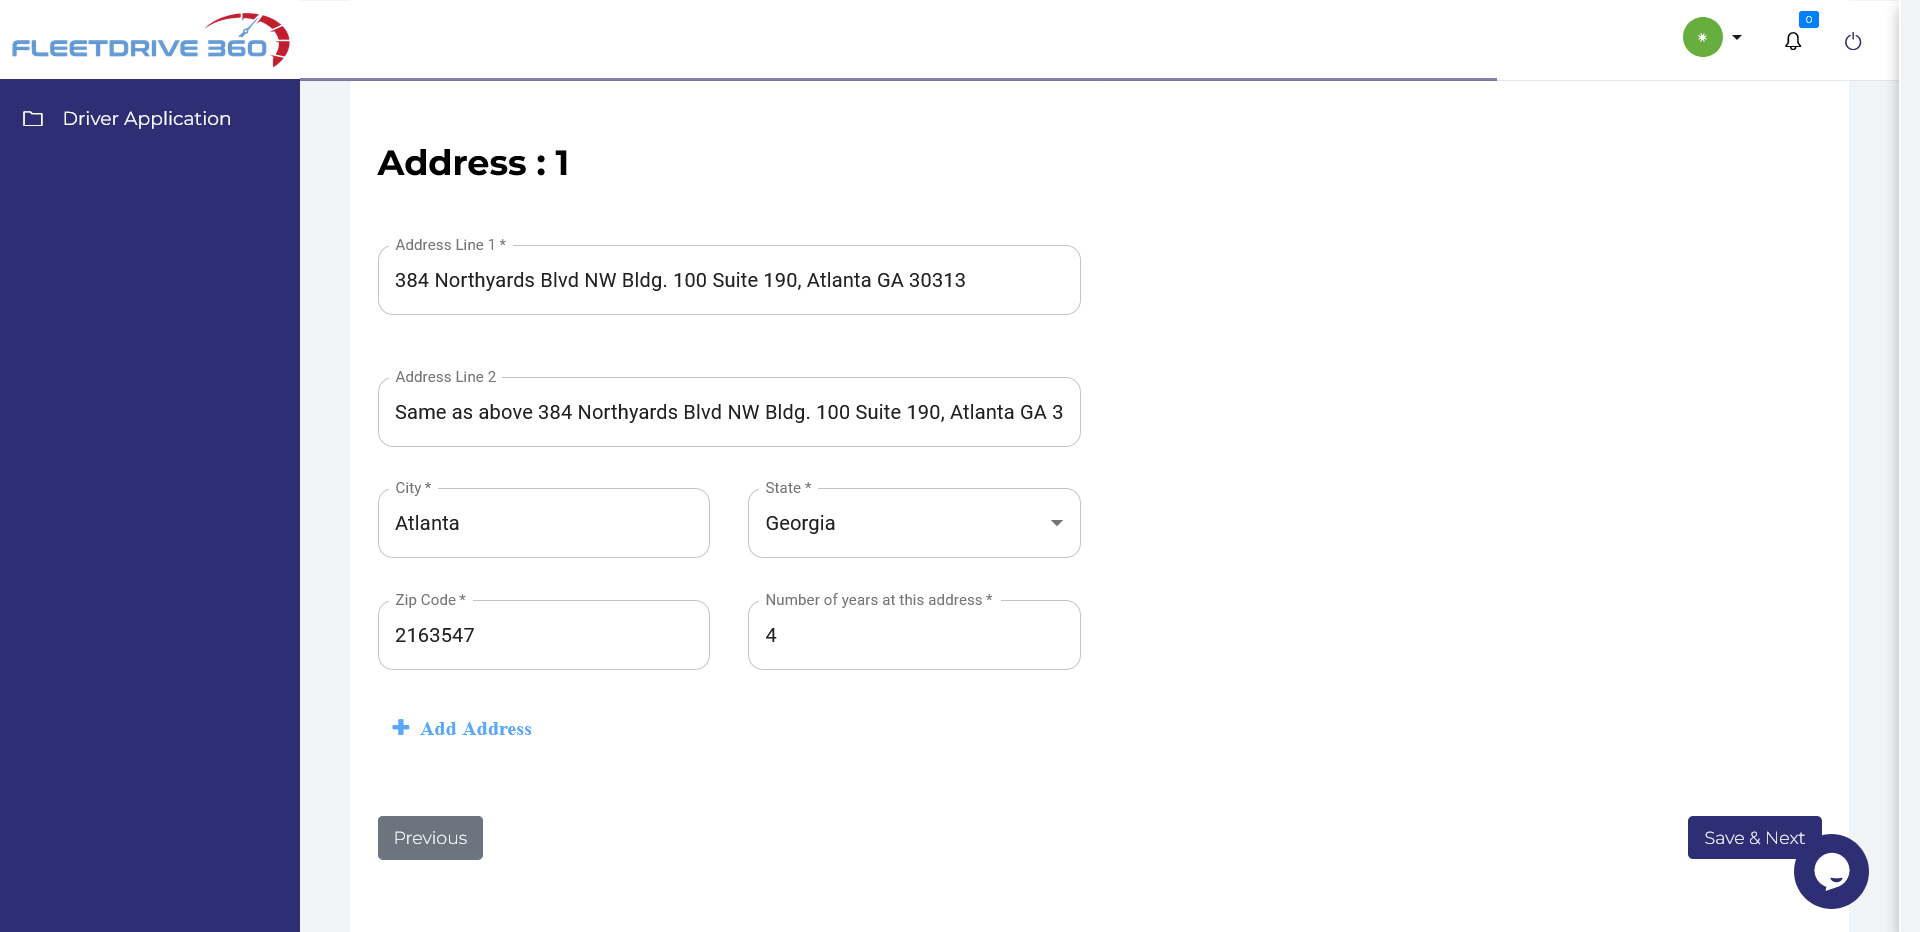 FLEETDRIVE 360
0
Driver Application
Address : 1
Address Line 1 *
384 Northyards Blvd NW Bldg. 100 Suite 190, Atlanta GA 30313
Address Line 2
Same as above 384 Northyards Blvd NW Bldg. 100 Suite 190, Atlanta GA 3
City *
Atlanta
State *
Georgia
Zip Code *
2163547
Number of years at this address *
4
Add Address
Previous
Save & Next